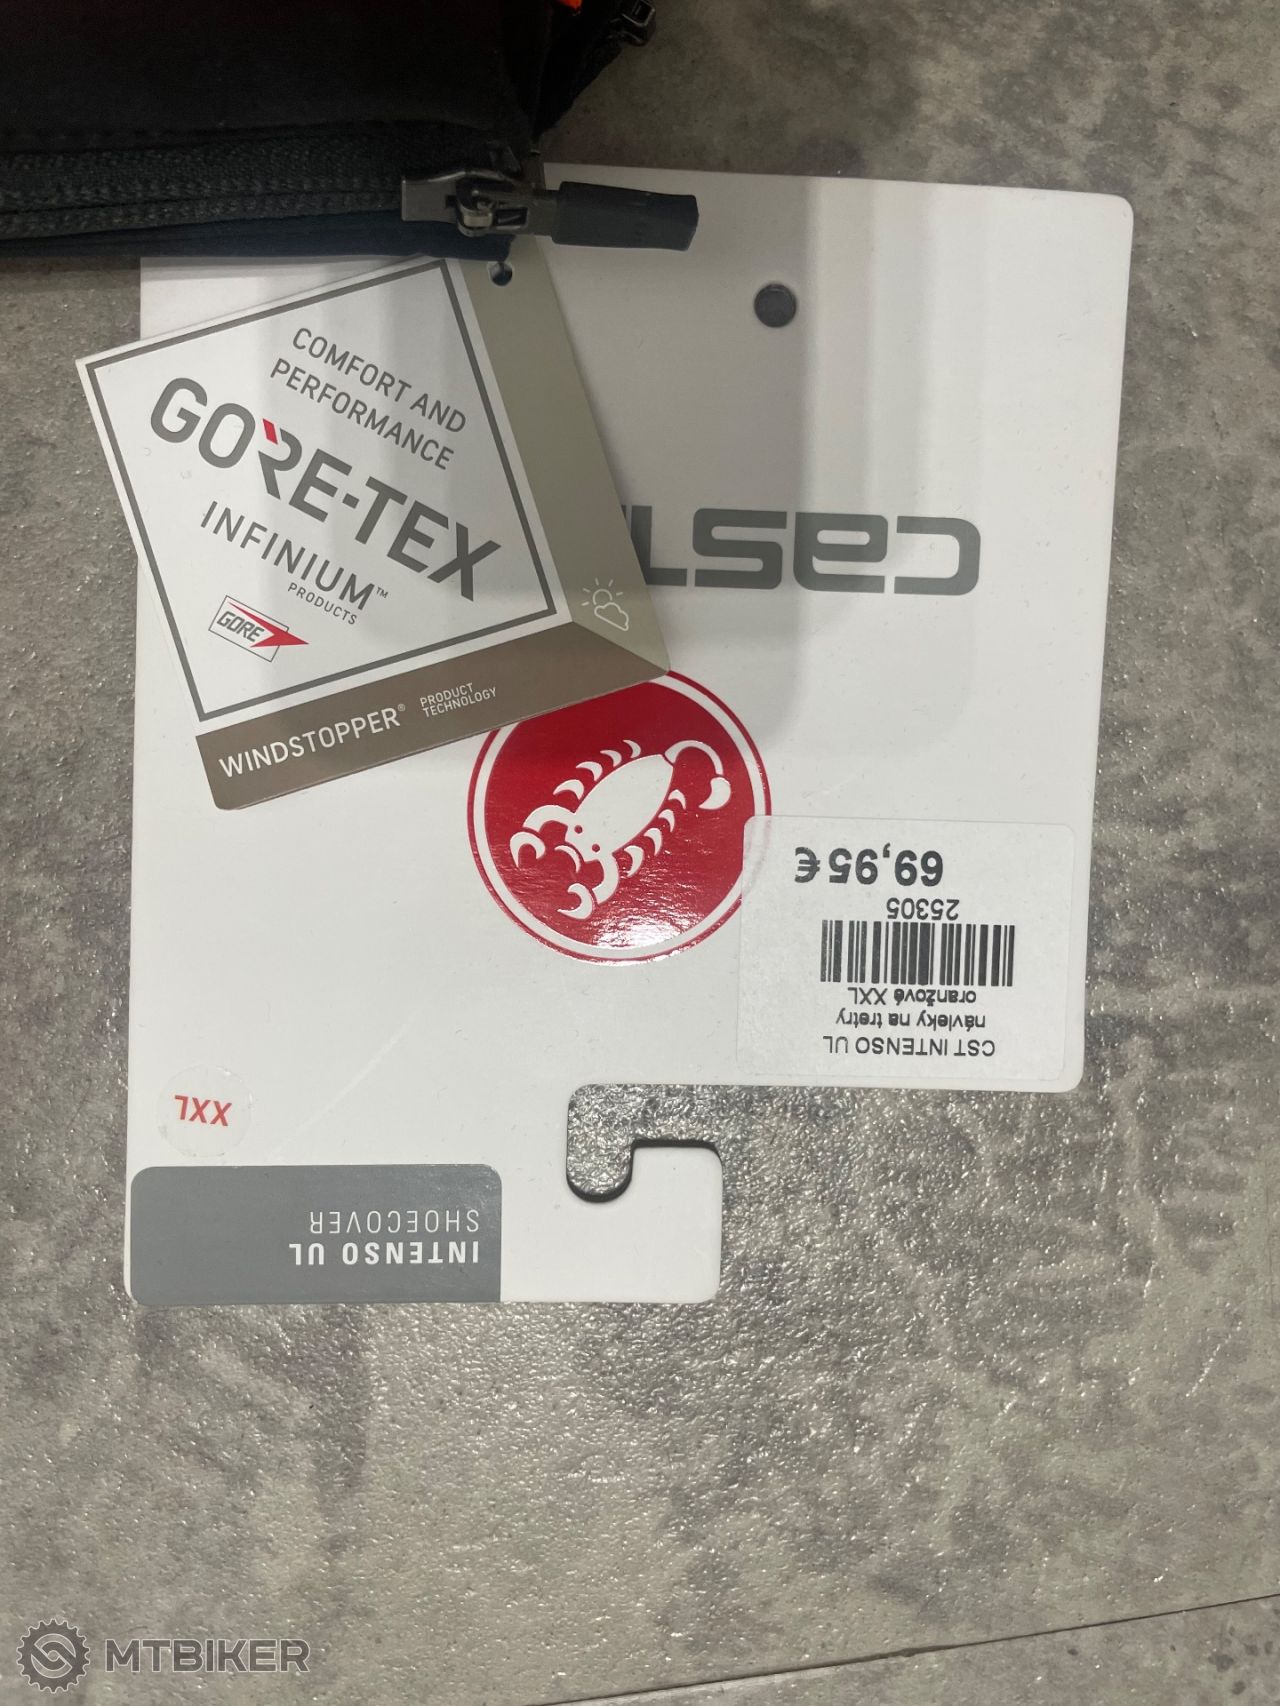 COMFORT AND
PERFORMANCE
GORE-TEX
INFINIUM™
PRODUCTS
GORE
WINDSTOPPER® PRODUCT
TECHNOLOGY
CST INTENSO UL
návleky na tretry
oranžové XXL
25305
69,95 €
XXL
INTENSO UL
SHOECOVER
MTBIKER